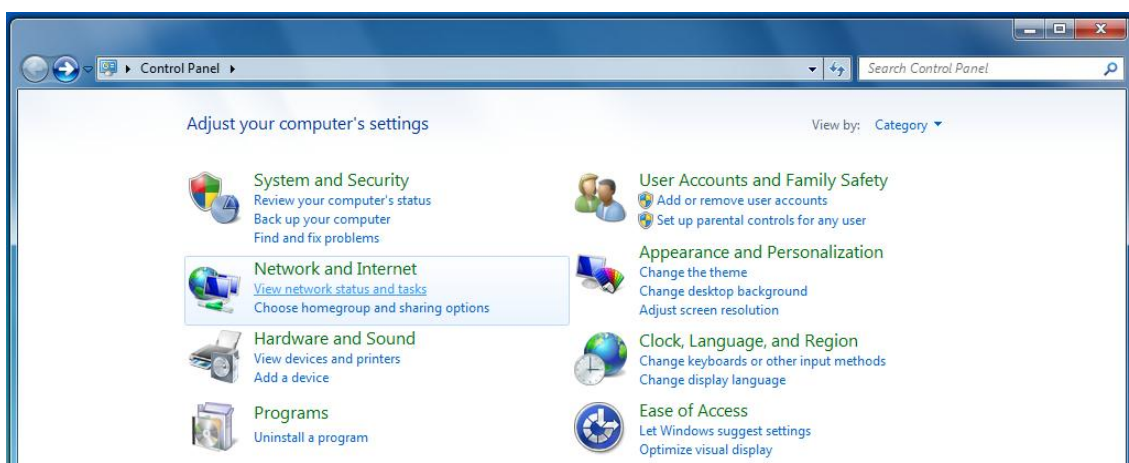 Control Panel
Search Control Panel
Adjust your computer's settings
View by: Category
System and Security
Review your computer's status
Back up your computer
Find and fix problems
Network and Internet
View network status and tasks
Choose homegroup and sharing options
Hardware and Sound
View devices and printers
Add a device
Programs
Uninstall a program
User Accounts and Family Safety
Add or remove user accounts
Set up parental controls for any user
Appearance and Personalization
Change the theme
Change desktop background
Adjust screen resolution
Clock, Language, and Region
Change keyboards or other input methods
Change display language
Ease of Access
Let Windows suggest settings
Optimize visual display